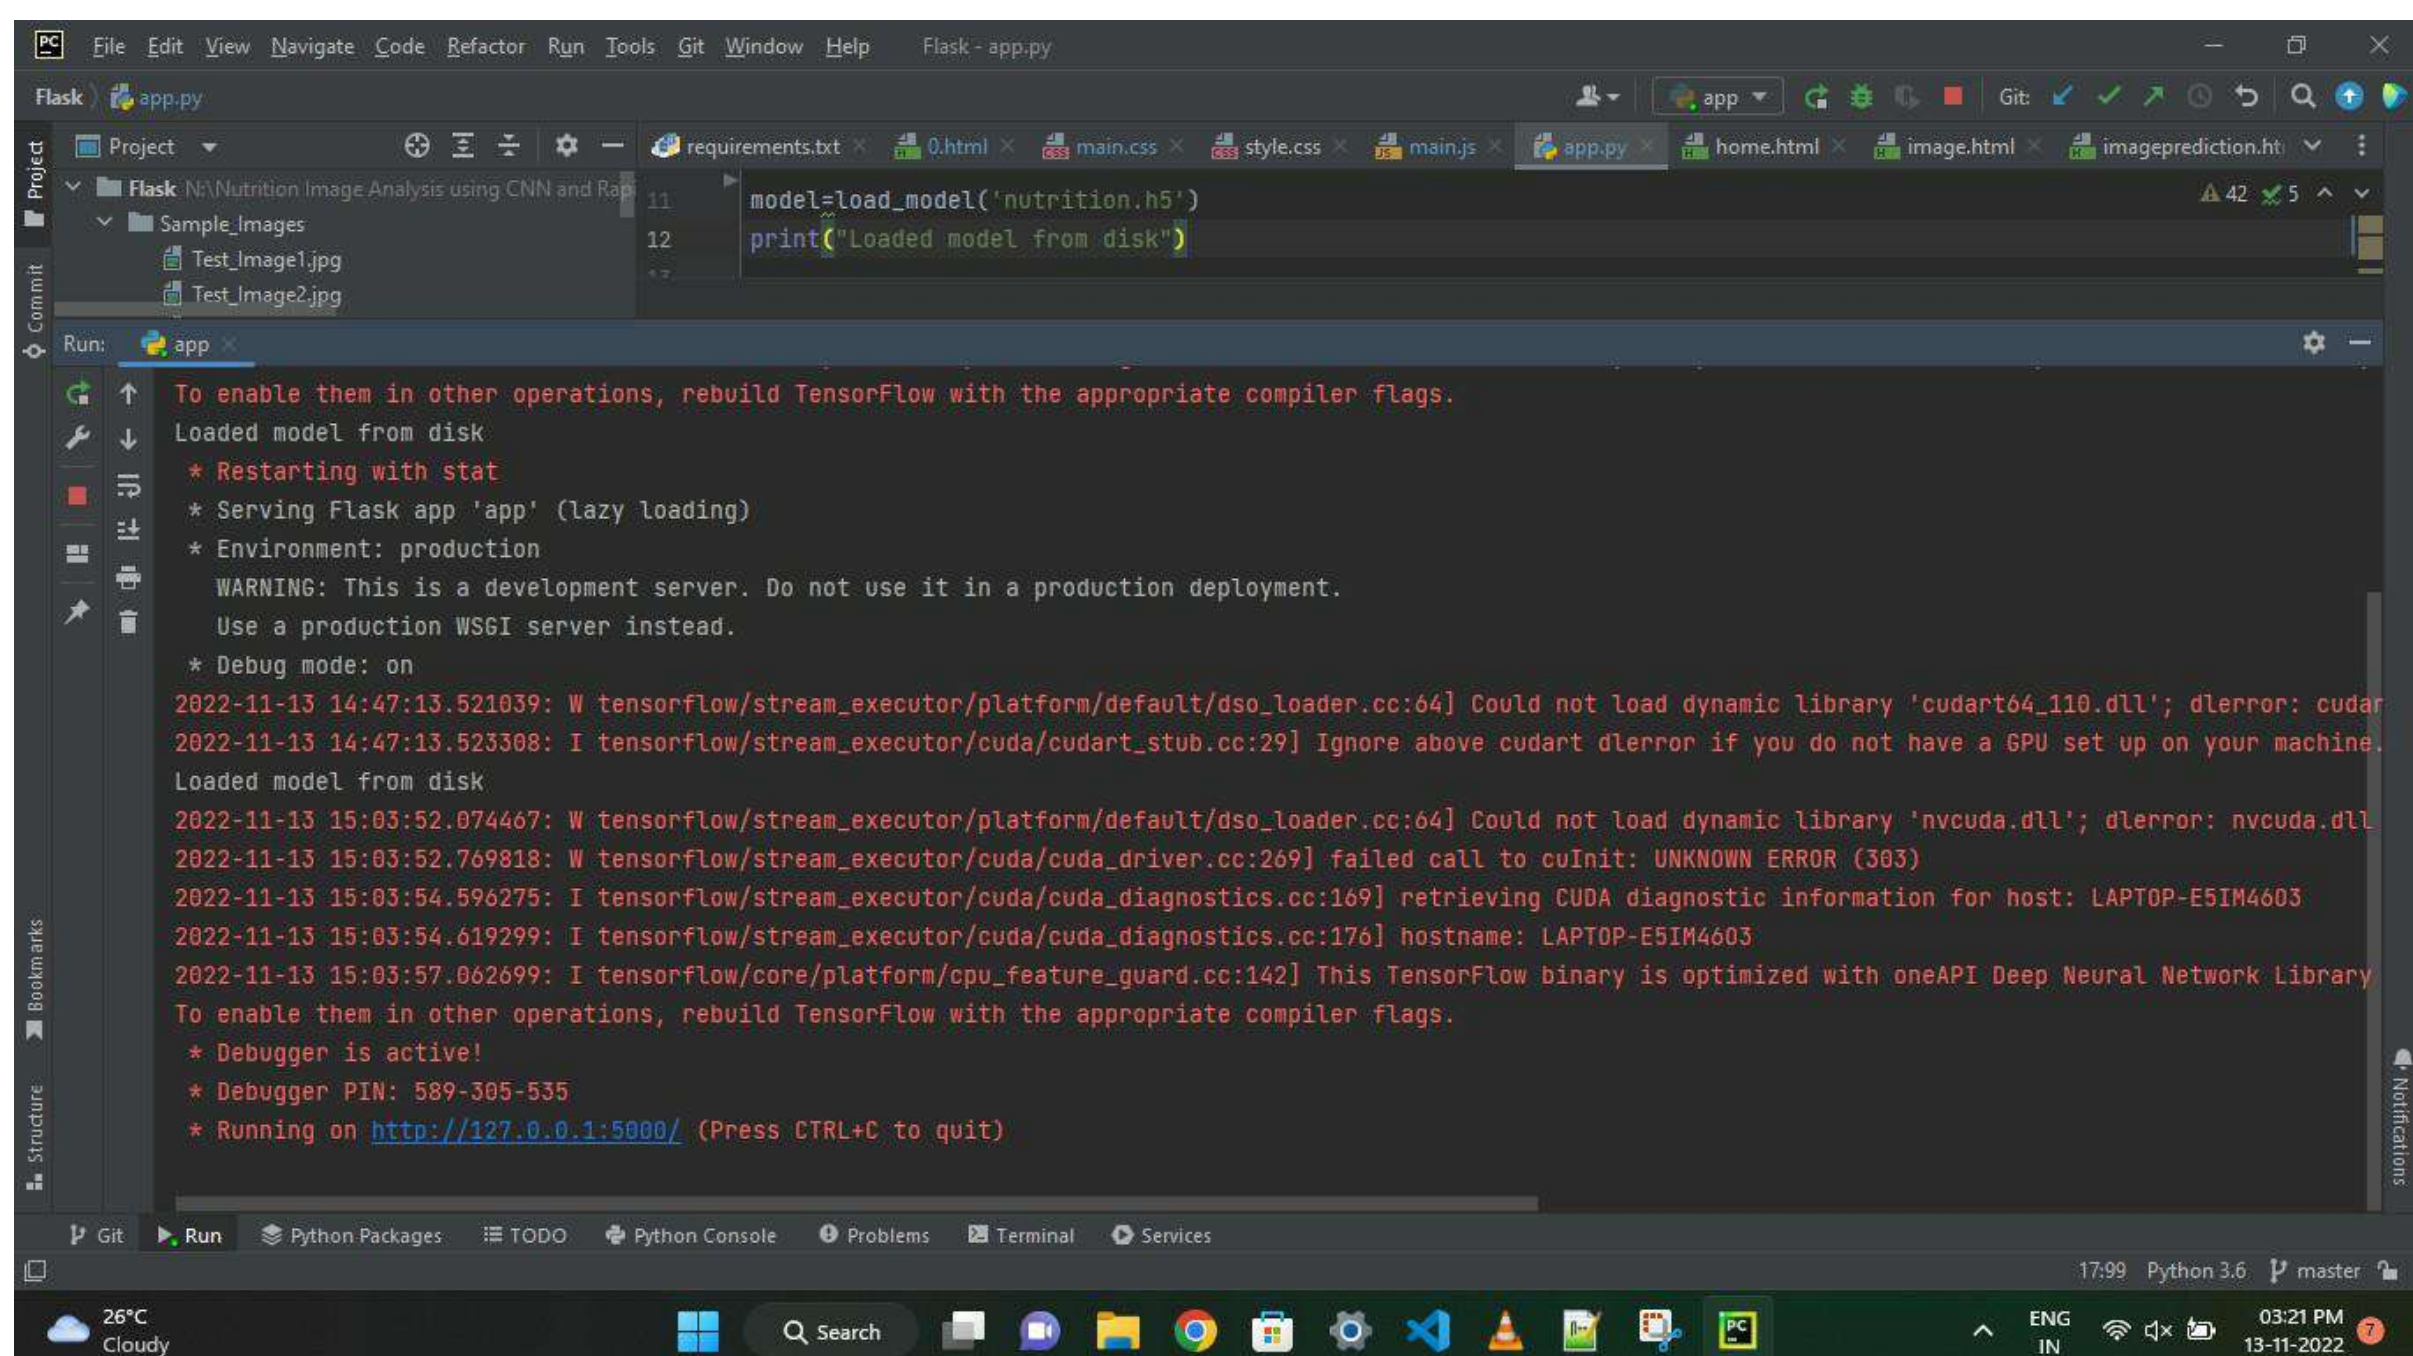 PC File Edit View Navigate Code Refactor Run Tools Git Window Help Flask - app.py
Flask app.py app Git:
Project requirements.txt 0.html main.css style.css main.js app.py home.html image.html imageprediction.ht
Project
Flask N:\Nutrition Image Analysis using CNN and Rap
Sample_Images
Test_Image1.jpg
Test_Image2.jpg
11 model=load_model('nutrition.h5')
12 print("Loaded model from disk")
42 5
Commit
Run: app
To enable them in other operations, rebuild TensorFlow with the appropriate compiler flags.
Loaded model from disk
* Restarting with stat
* Serving Flask app 'app' (lazy loading)
* Environment: production
WARNING: This is a development server. Do not use it in a production deployment.
Use a production WSGI server instead.
* Debug mode: on
2022-11-13 14:47:13.521039: W tensorflow/stream_executor/platform/default/dso_loader.cc:64] Could not load dynamic library 'cudart64_110.dll'; dlerror: cudar
2022-11-13 14:47:13.523308: I tensorflow/stream_executor/cuda/cudart_stub.cc:29] Ignore above cudart dlerror if you do not have a GPU set up on your machine.
Loaded model from disk
2022-11-13 15:03:52.074467: W tensorflow/stream_executor/platform/default/dso_loader.cc:64] Could not load dynamic library 'nvcuda.dll'; dlerror: nvcuda.dll
2022-11-13 15:03:52.769818: W tensorflow/stream_executor/cuda/cuda_driver.cc:269] failed call to cuInit: UNKNOWN ERROR (303)
2022-11-13 15:03:54.596275: I tensorflow/stream_executor/cuda/cuda_diagnostics.cc:169] retrieving CUDA diagnostic information for host: LAPTOP-E5IM4603
2022-11-13 15:03:54.619299: I tensorflow/stream_executor/cuda/cuda_diagnostics.cc:176] hostname: LAPTOP-E5IM4603
2022-11-13 15:03:57.062699: I tensorflow/core/platform/cpu_feature_guard.cc:142] This TensorFlow binary is optimized with oneAPI Deep Neural Network Library
To enable them in other operations, rebuild TensorFlow with the appropriate compiler flags.
* Debugger is active!
* Debugger PIN: 589-305-535
* Running on http://127.0.0.1:5000/ (Press CTRL+C to quit)
Bookmarks
Structure
Notifications
Git Run Python Packages TODO Python Console Problems Terminal Services
17:99 Python 3.6 master
26°C
Cloudy
Search
PC
ENG
IN
03:21 PM
13-11-2022
7